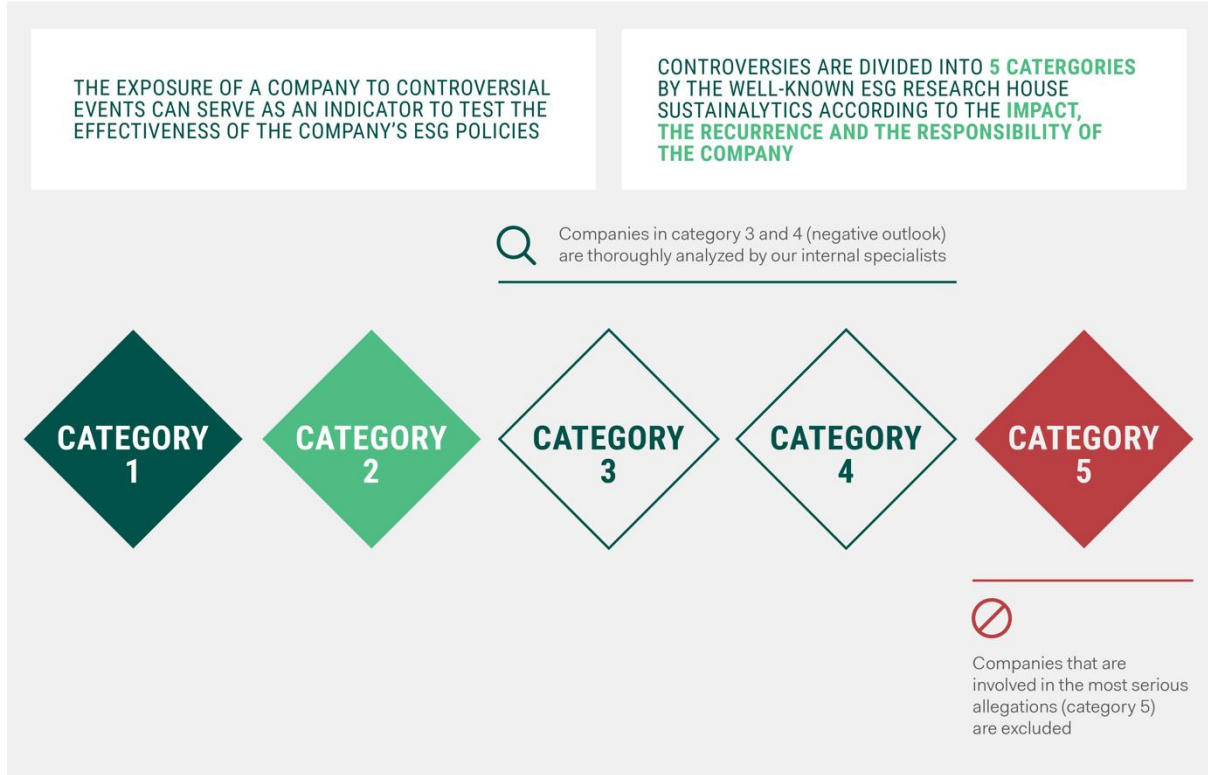 THE EXPOSURE OF A COMPANY TO CONTROVERSIAL
EVENTS CAN SERVE AS AN INDICATOR TO TEST THE
EFFECTIVENESS OF THE COMPANY'S ESG POLICIES
CONTROVERSIES ARE DIVIDED INTO 5 CATERGORIES
BY THE WELL-KNOWN ESG RESEARCH HOUSE
SUSTAINALYTICS ACCORDING TO THE IMPACT,
THE RECURRENCE AND THE RESPONSIBILITY OF
THE COMPANY
Companies in category 3 and 4 (negative outlook)
are thoroughly analyzed by our internal specialists
CATEGORY
1
CATEGORY
2
CATEGORY
3
CATEGORY
4
CATEGORY
5
Companies that are
involved in the most serious
allegations (category 5)
are excluded